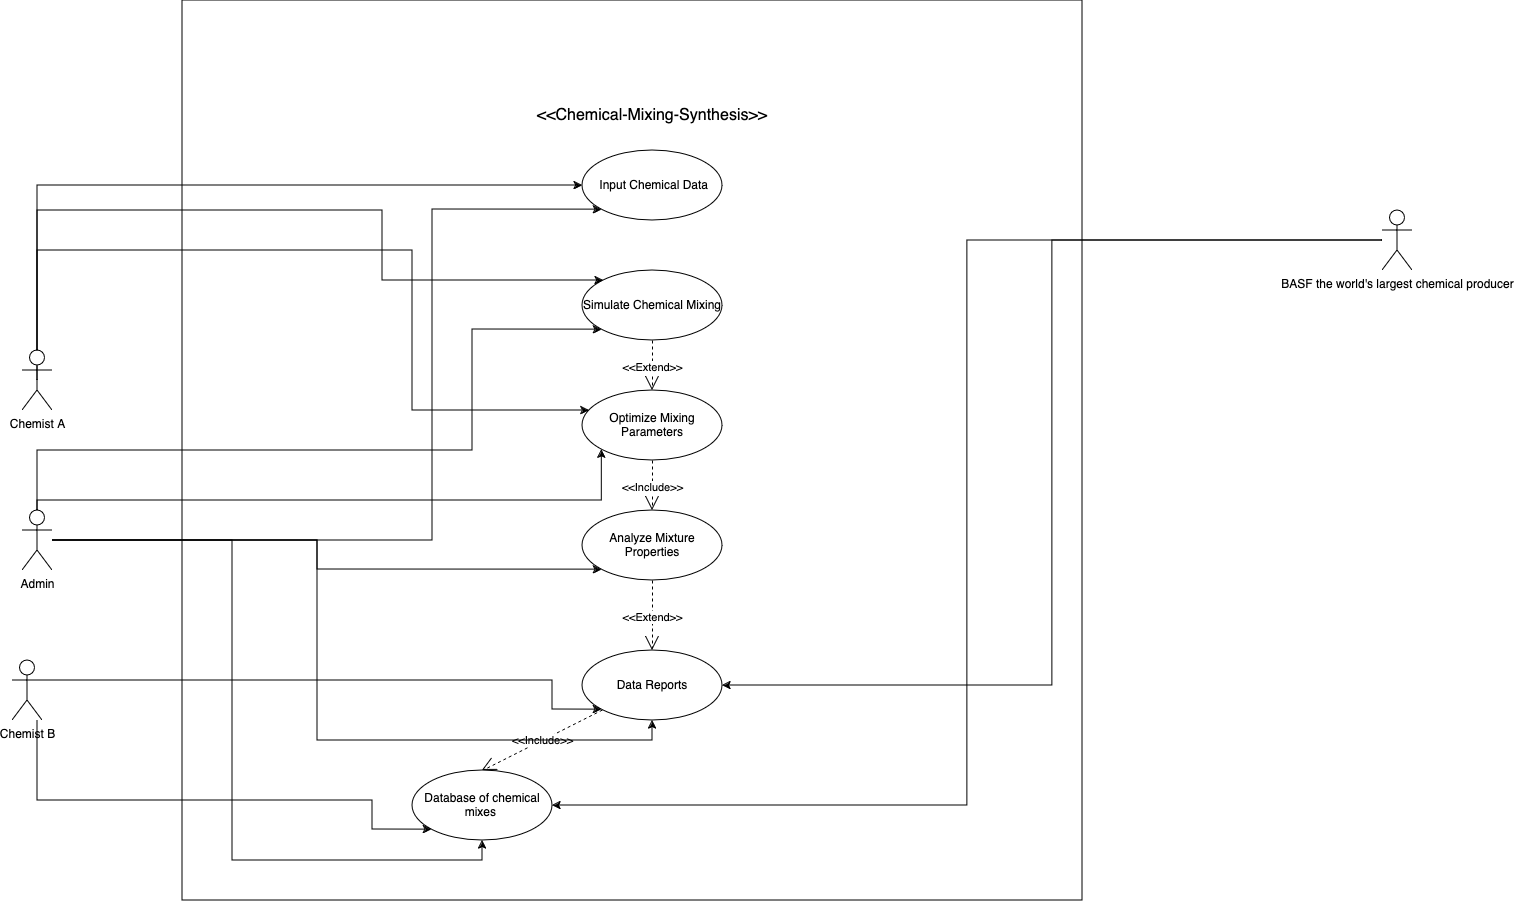 <<Chemical-Mixing-Synthesis>>
Input Chemical Data
BASF the world's largest chemical producer
Simulate Chemical Mixing
<<Extend>>
Chemist A
Optimize Mixing
Parameters
<<Include>>
Analyze Mixture
Properties
Admin
<<Extend>>
Data Reports
Chemist B
<<Include>>
Database of chemical
mixes